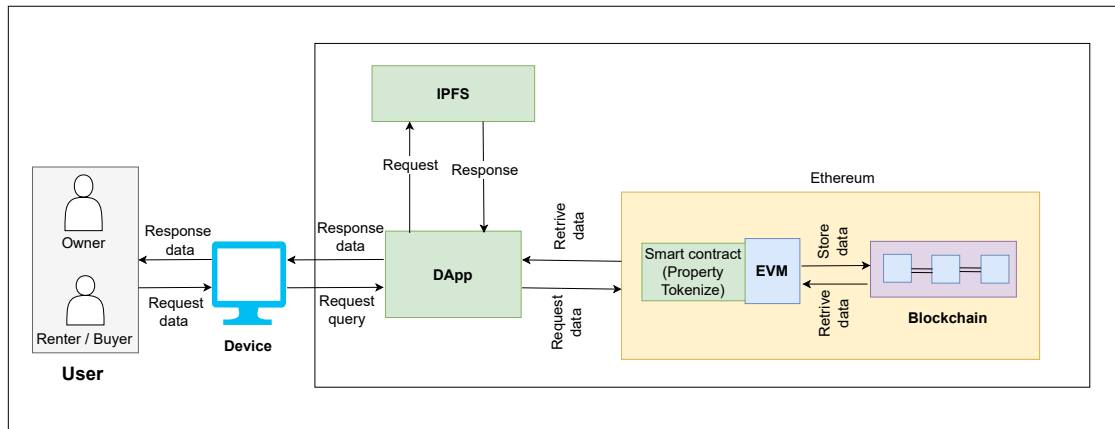 IPFS
Request
Response
Ethereum
Owner
Response
data
Response
data
Retrive
data
Smart contract
(Property
Tokenize)
EVM
Store
data
DApp
Request
data
Request
query
Request
data
Retrive
data
Renter / Buyer
Device
Blockchain
User